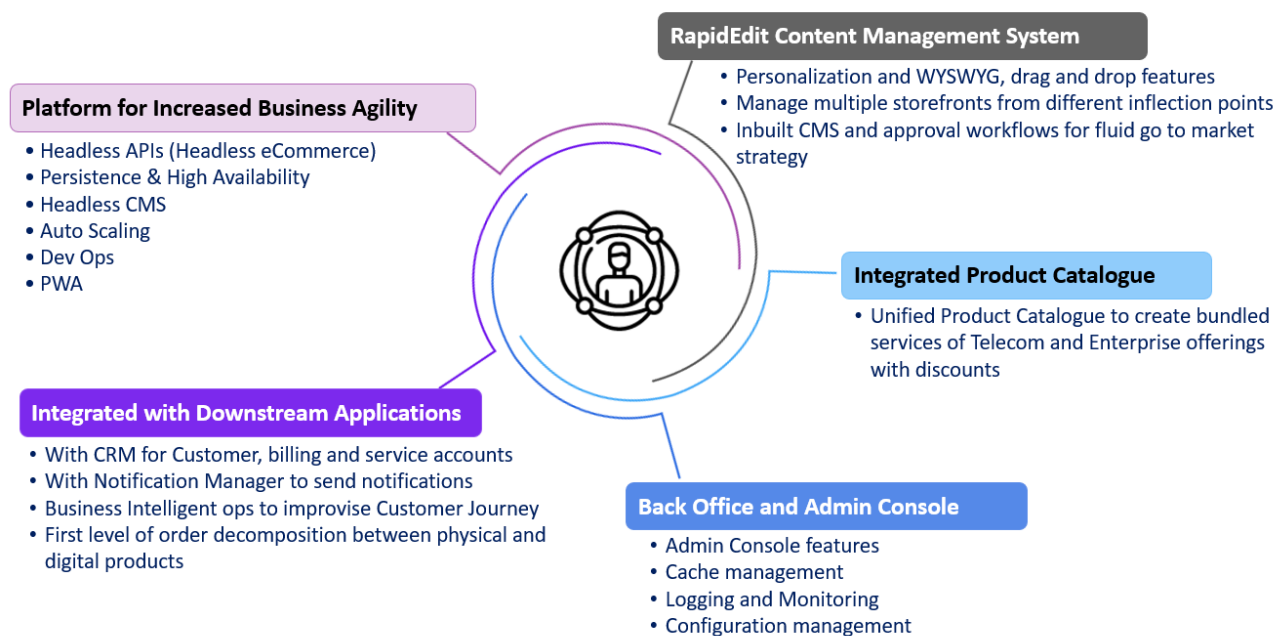 RapidEdit Content Management System
• Personalization and WYSWYG, drag and drop features
• Manage multiple storefronts from different inflection points
• Inbuilt CMS and approval workflows for fluid go to market
strategy
Platform for Increased Business Agility
• Headless APIs (Headless eCommerce)
• Persistence & High Availability
• Headless CMS
• Auto Scaling
• Dev Ops
• PWA
Integrated Product Catalogue
• Unified Product Catalogue to create bundled
services of Telecom and Enterprise offerings
with discounts
Integrated with Downstream Applications
• With CRM for Customer, billing and service accounts
• With Notification Manager to send notifications
• Business Intelligent ops to improvise Customer Journey
• First level of order decomposition between physical and
digital products
Back Office and Admin Console
• Admin Console features
• Cache management
• Logging and Monitoring
• Configuration management